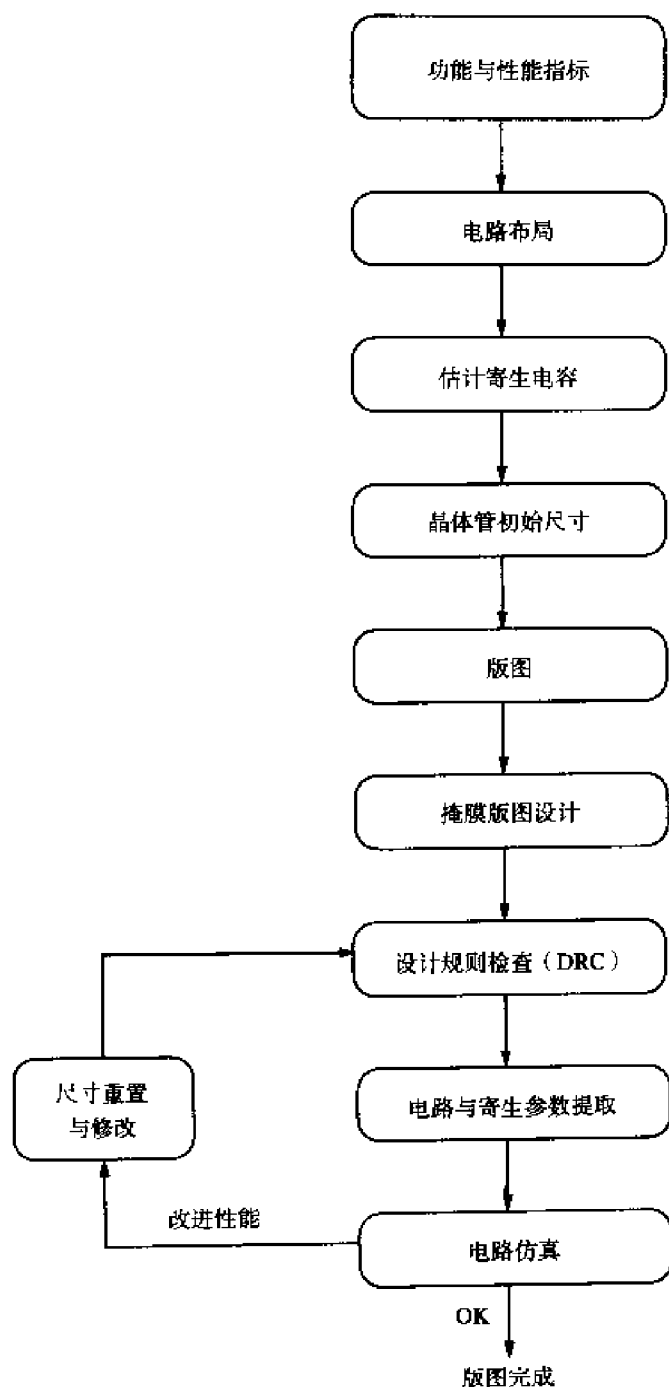 功能与性能指标
电路布局
估计寄生电容
晶体管初始尺寸
版图
掩膜版图设计
设计规则检查（DRC）
尺寸重置
与修改
电路与寄生参数提取
改进性能
电路仿真
OK
版图完成